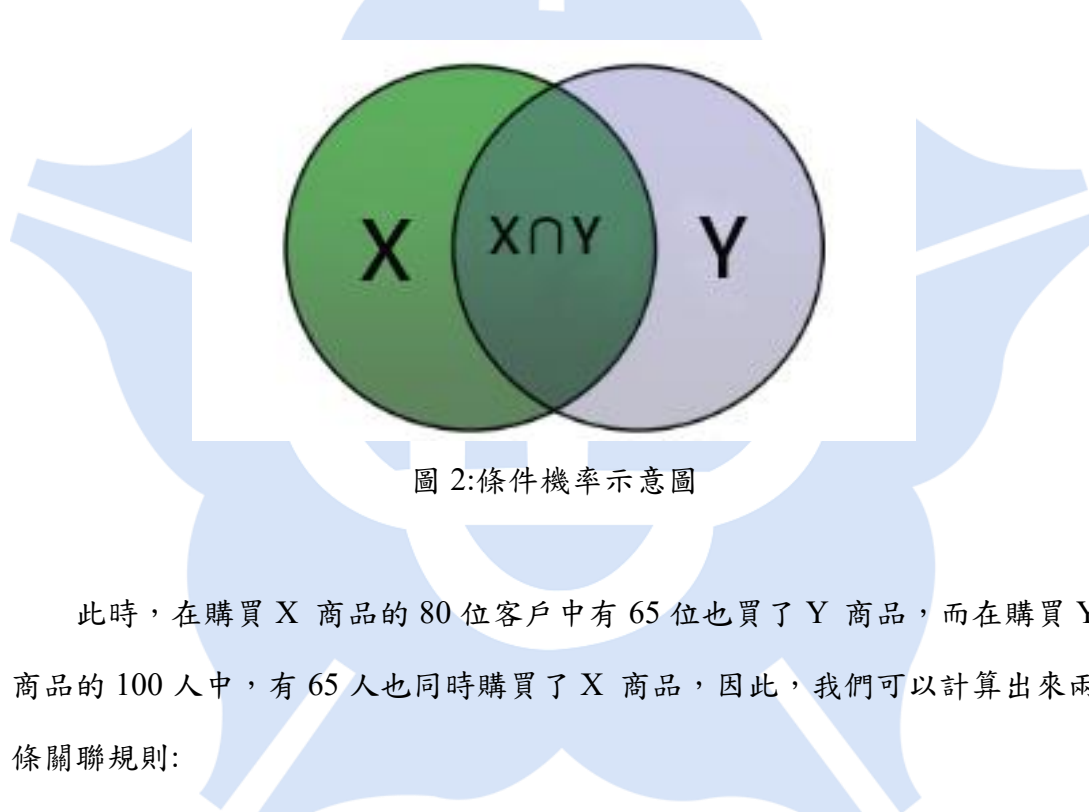 X X∩Y Y
圖 2:條件機率示意圖
此時，在購買 X 商品的 80 位客戶中有 65 位也買了 Y 商品，而在購買 Y
商品的 100 人中，有 65 人也同時購買了 X 商品，因此，我們可以計算出來兩
條關聯規則: